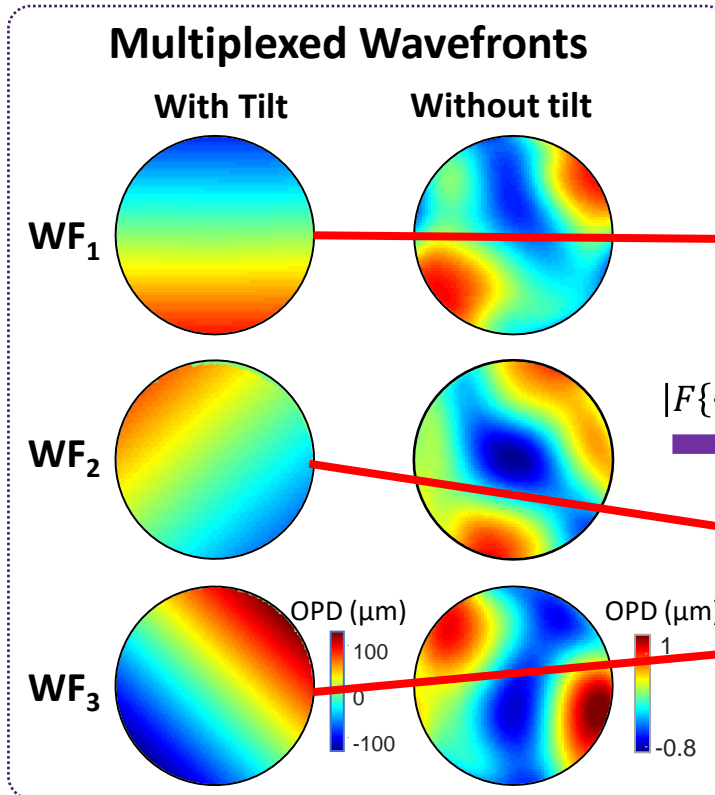 Multiplexed Wavefronts
With Tilt
Without tilt
WF1
WF2
|F{
WF3
OPD (μm)
100
0
-100
OPD (μm)
1
-0.8